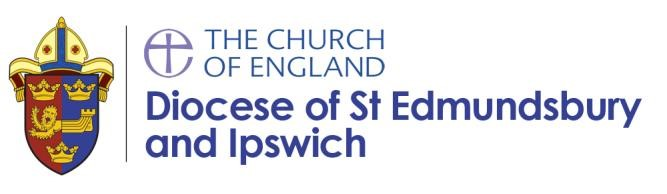 THE CHURCH
OF ENGLAND
Diocese of St Edmundsbury
and Ipswich